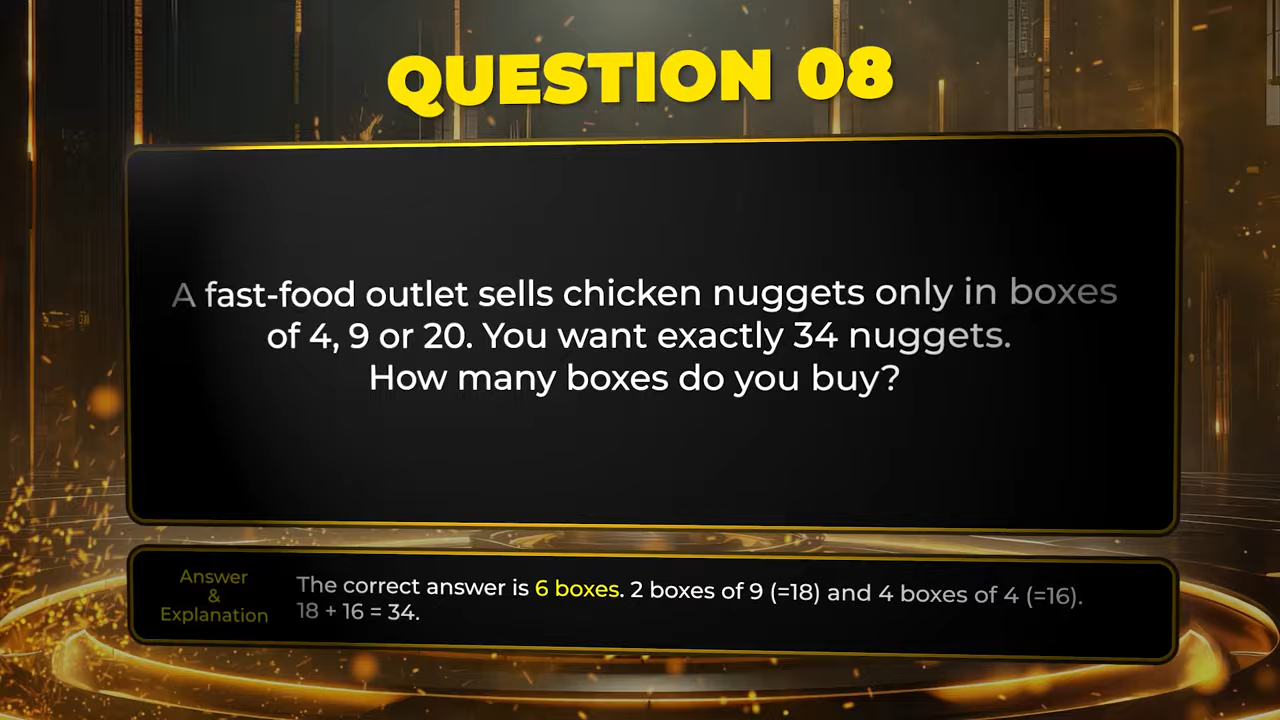 QUESTION 08
A fast-food outlet sells chicken nuggets only in boxes
of 4, 9 or 20. You want exactly 34 nuggets.
How many boxes do you buy?
Answer
&
Explanation
The correct answer is 6 boxes. 2 boxes of 9 (=18) and 4 boxes of 4 (=16).
18 + 16 = 34.